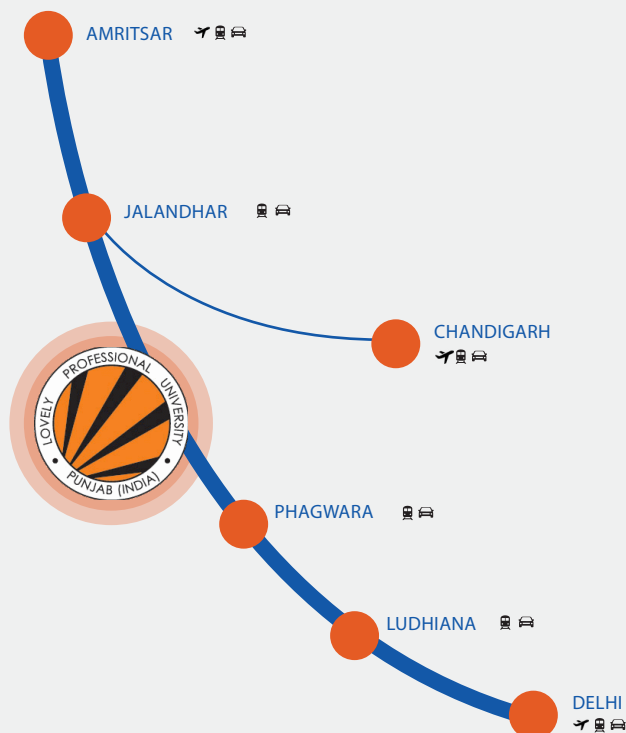 AMRITSAR
JALANDHAR
CHANDIGARH
LOVELY PROFESSIONAL UNIVERSITY
PUNJAB (INDIA)
PHAGWARA
LUDHIANA
DELHI